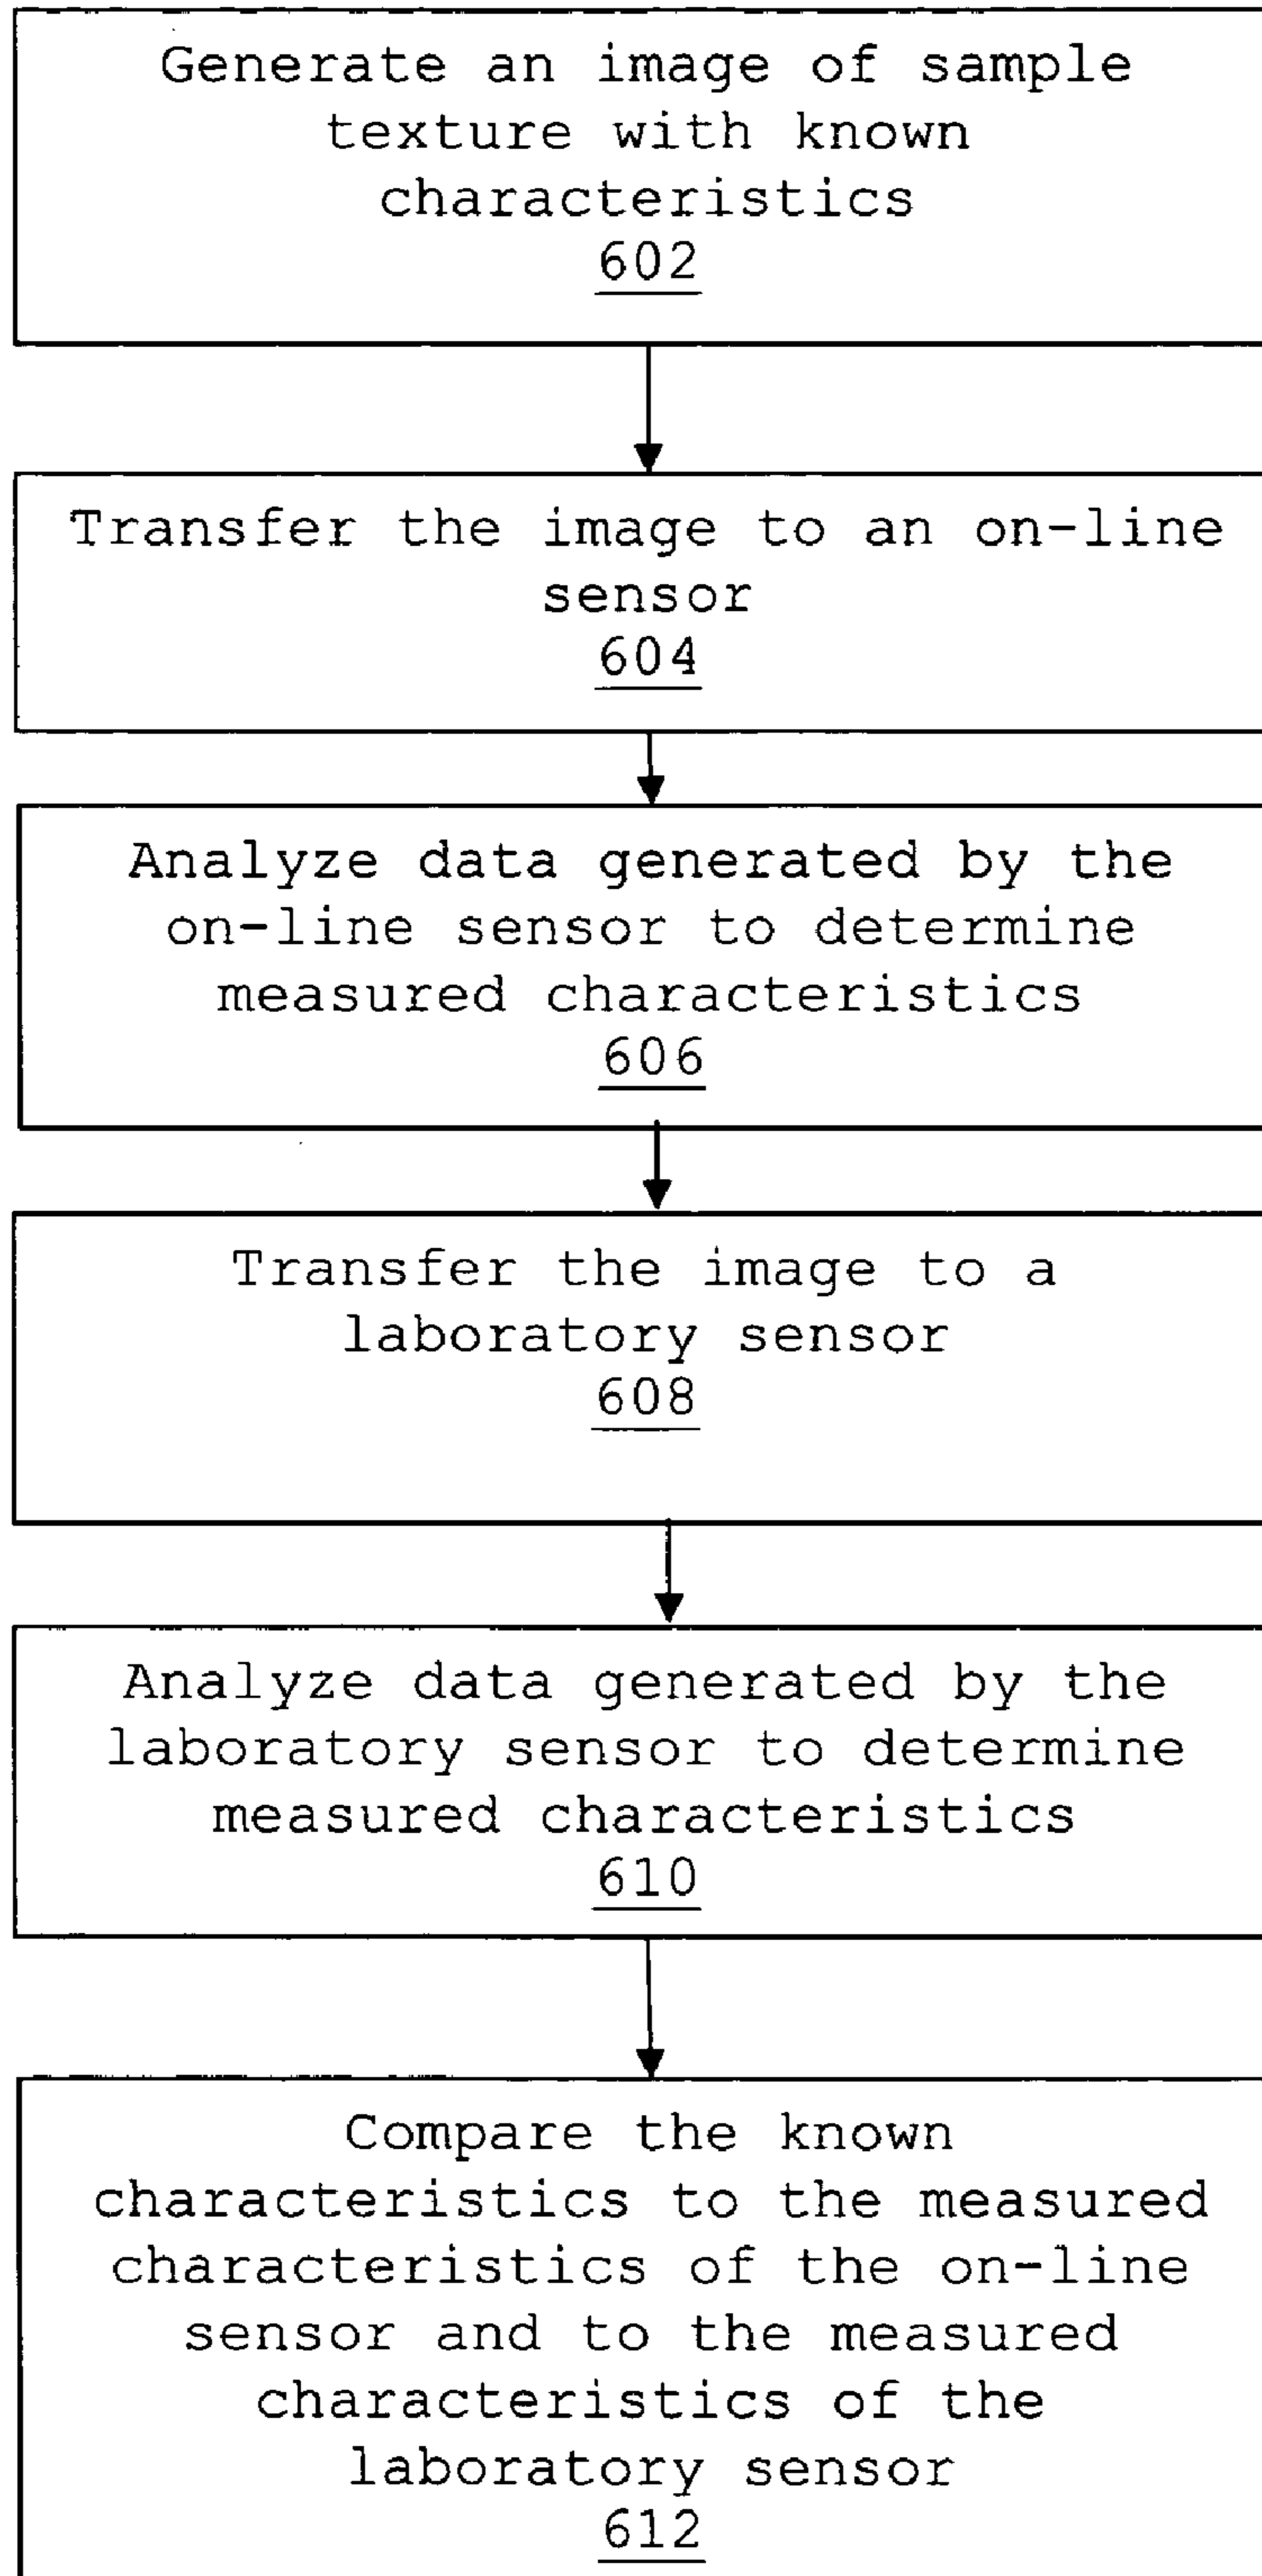 Generate an image of sample
texture with known
characteristics
602
Transfer the image to an on-line
sensor
604
Analyze data generated by the
on-line sensor to determine
measured characteristics
606
Transfer the image to a
laboratory sensor
608
Analyze data generated by the
laboratory sensor to determine
measured characteristics
610
Compare the known
characteristics to the measured
characteristics of the on-line
sensor and to the measured
characteristics of the
laboratory sensor
612